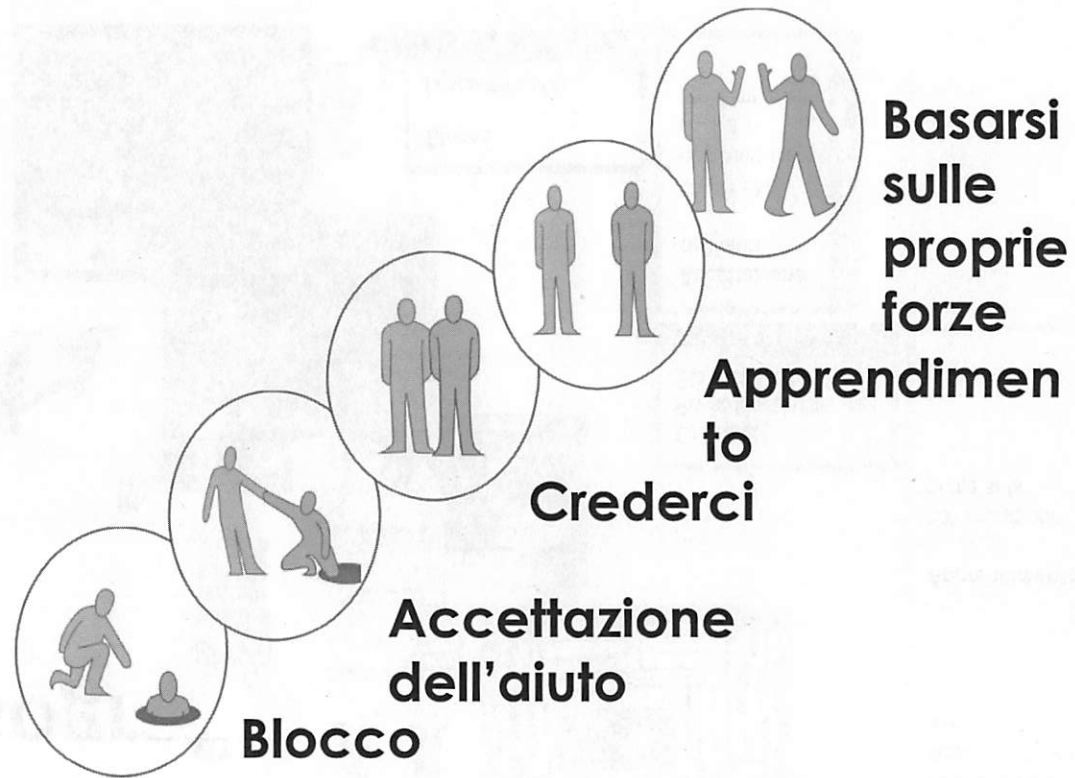 Basarsi
sulle
proprie
forze
Apprendimen
to
Crederci
Accettazione
dell'aiuto
Blocco